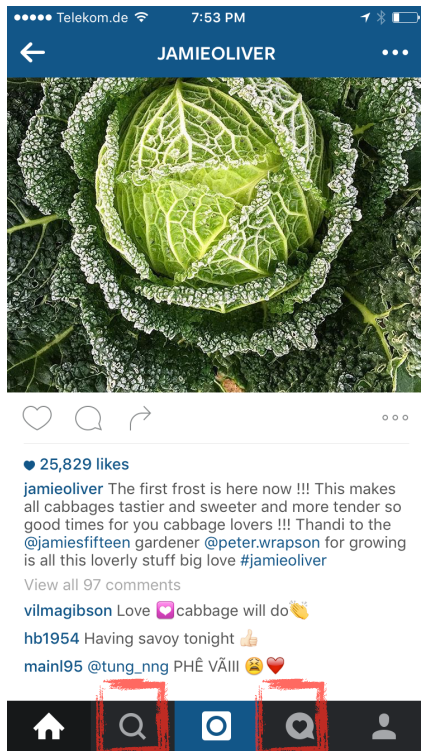 Telekom.de 7:53 PM
JAMIEOLIVER
25,829 likes
jamieoliver The first frost is here now !!! This makes
all cabbages tastier and sweeter and more tender so
good times for you cabbage lovers !!! Thandi to the
@jamiesfifteen gardener @peter.wrapson for growing
is all this loverly stuff big love #jamieoliver
View all 97 comments
vilmagibson Love 💟cabbage will do👏
hb1954 Having savoy tonight 👍🏻
mainl95 @tung_nng PHÊ VÃIII 😫❤️